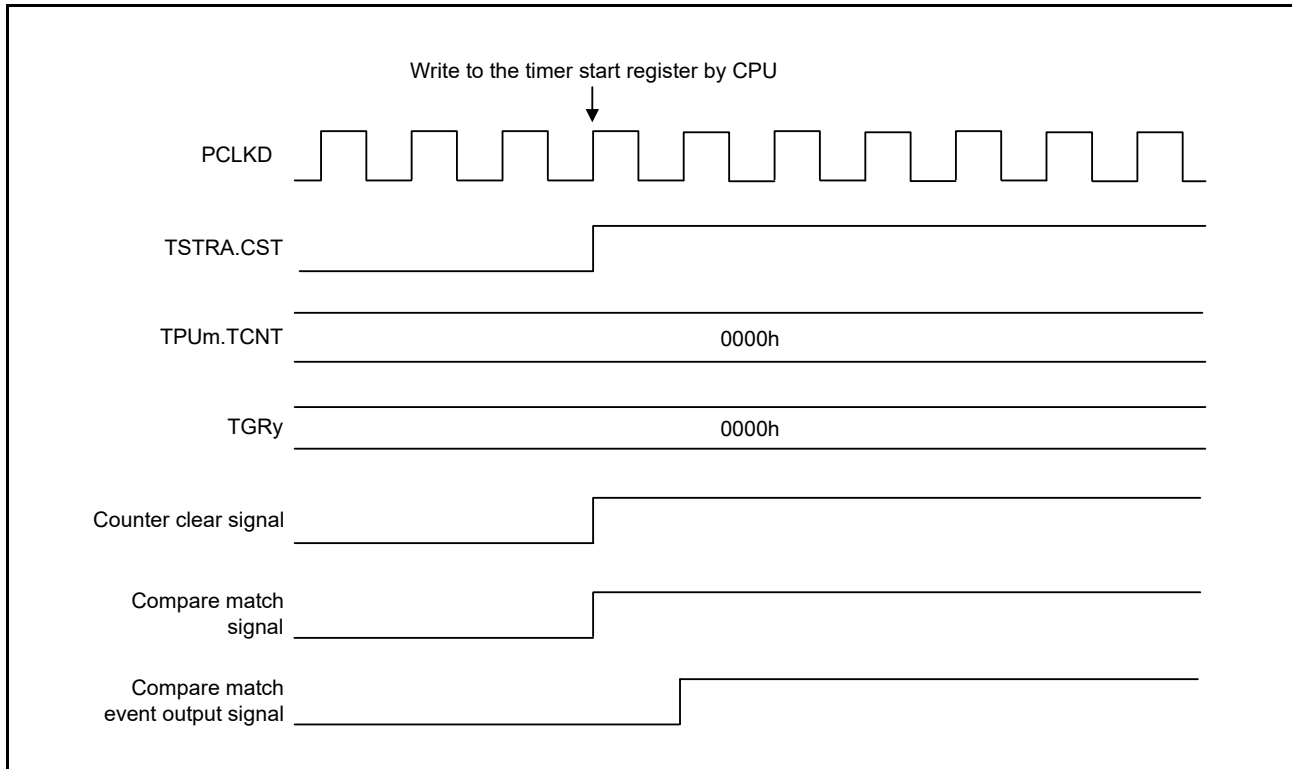 Write to the timer start register by CPU
PCLKD
TSTRA.CST
TPUm.TCNT
0000h
TGRy
0000h
Counter clear signal
Compare match
signal
Compare match
event output signal